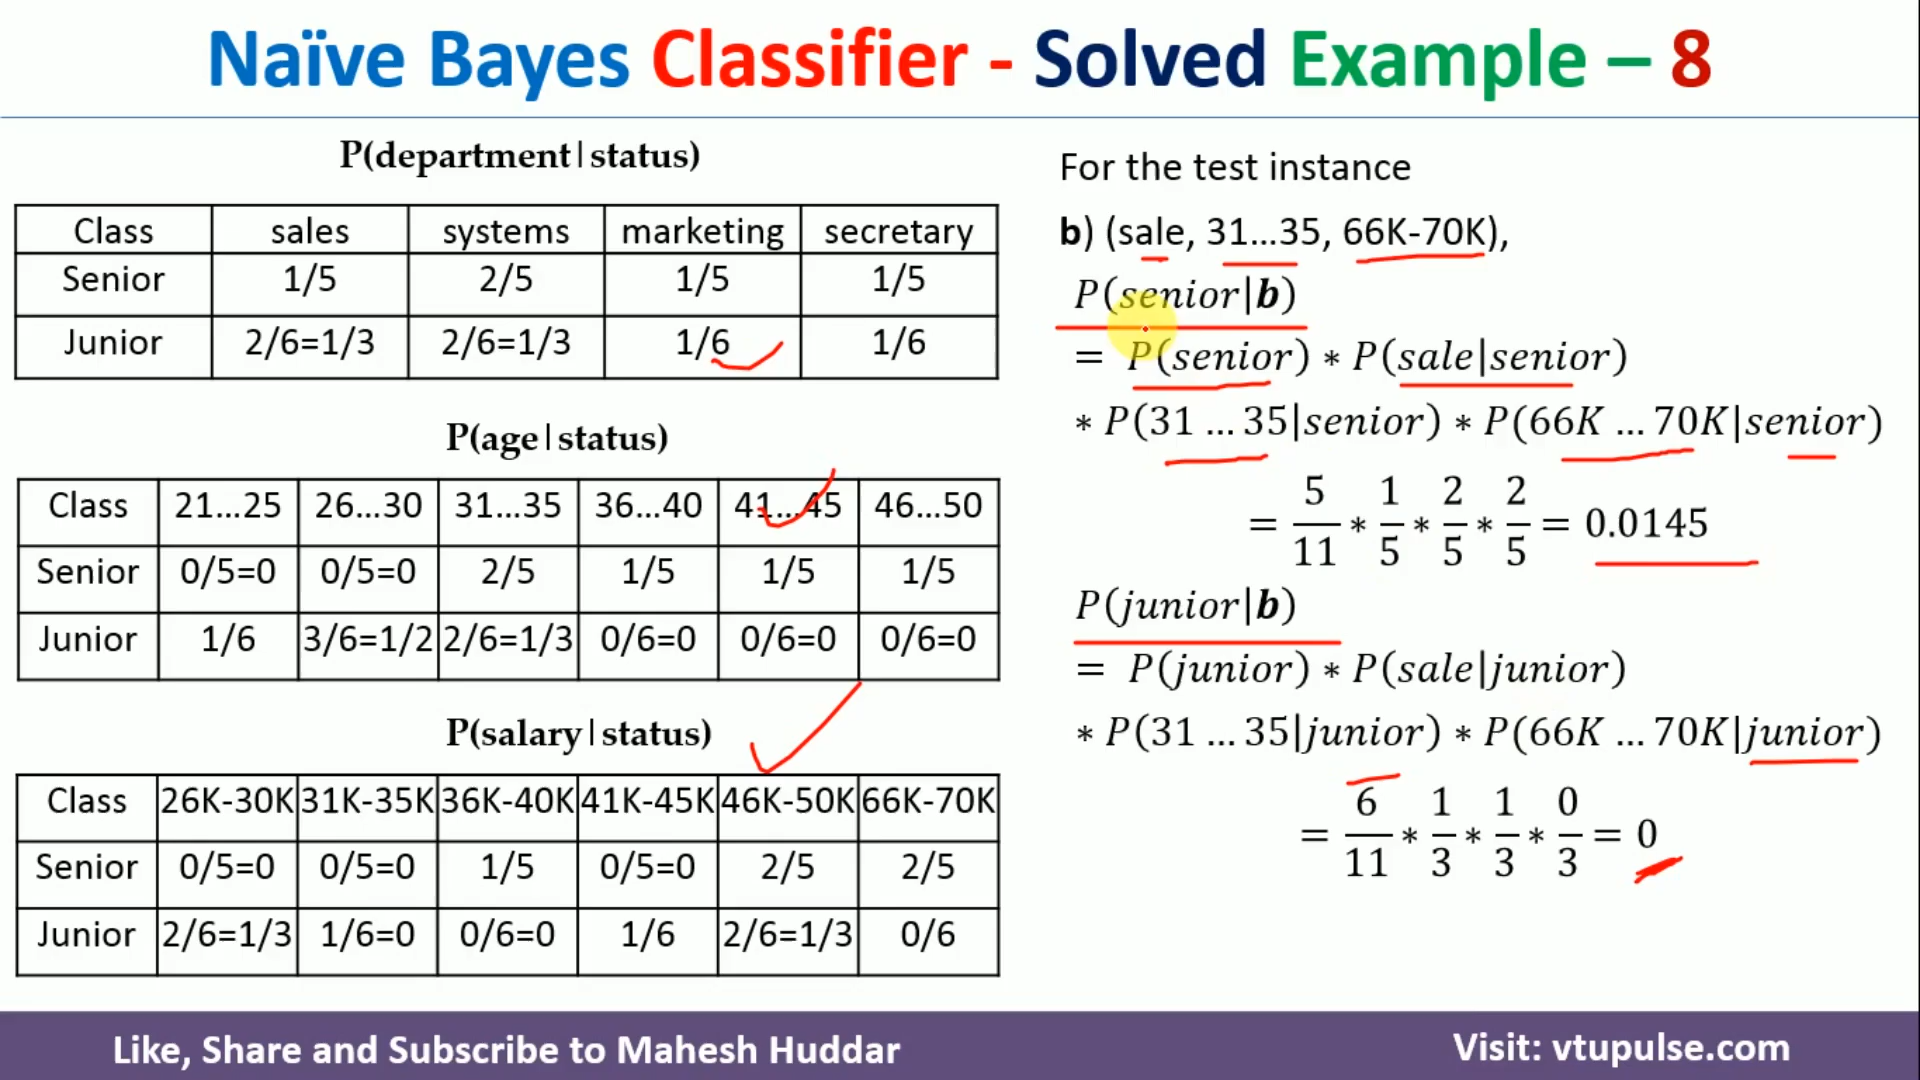 Naïve Bayes Classifier - Solved Example – 8
P(department|status)
Class sales systems marketing secretary
Senior 1/5 2/5 1/5 1/5
Junior 2/6=1/3 2/6=1/3 1/6 1/6
P(age|status)
Class 21...25 26...30 31...35 36...40 41...45 46...50
Senior 0/5=0 0/5=0 2/5 1/5 1/5 1/5
Junior 1/6 3/6=1/2 2/6=1/3 0/6=0 0/6=0 0/6=0
P(salary|status)
Class 26K-30K 31K-35K 36K-40K 41K-45K 46K-50K 66K-70K
Senior 0/5=0 0/5=0 1/5 0/5=0 2/5 2/5
Junior 2/6=1/3 1/6=0 0/6=0 1/6 2/6=1/3 0/6
For the test instance
b) (sale, 31...35, 66K-70K),
P(senior|b)
= P(senior) * P(sale|senior)
* P(31 ... 35|senior) * P(66K ... 70K|senior)
= 5/11 * 1/5 * 2/5 * 2/5 = 0.0145
P(junior|b)
= P(junior) * P(sale|junior)
* P(31 ... 35|junior) * P(66K ... 70K|junior)
= 6/11 * 1/3 * 1/3 * 0/3 = 0
Like, Share and Subscribe to Mahesh Huddar
Visit: vtupulse.com